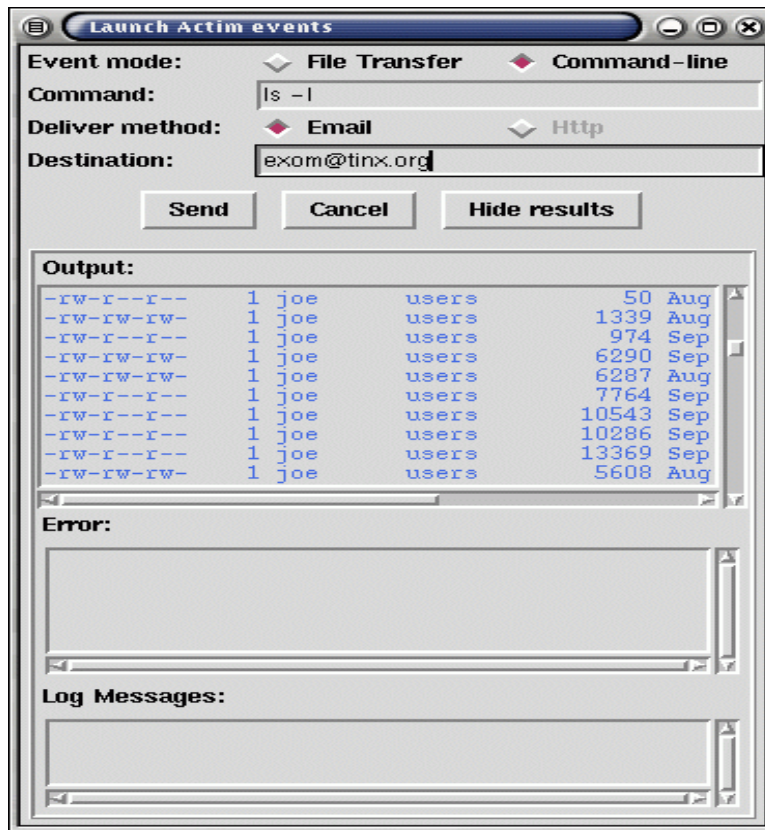 Launch Actim events
Event mode: File Transfer Command-line
Command: ls -l
Deliver method: Email Http
Destination: exom@tinx.org
Send Cancel Hide results
Output:
-rw-r--r-- 1 joe users 50 Aug
-rw-rw-rw- 1 joe users 1339 Aug
-rw-r--r-- 1 joe users 974 Sep
-rw-rw-rw- 1 joe users 6290 Sep
-rw-rw-rw- 1 joe users 6287 Aug
-rw-r--r-- 1 joe users 7764 Sep
-rw-r--r-- 1 joe users 10543 Sep
-rw-r--r-- 1 joe users 10286 Sep
-rw-r--r-- 1 joe users 13369 Sep
-rw-rw-rw- 1 joe users 5608 Aug
Error:
Log Messages: